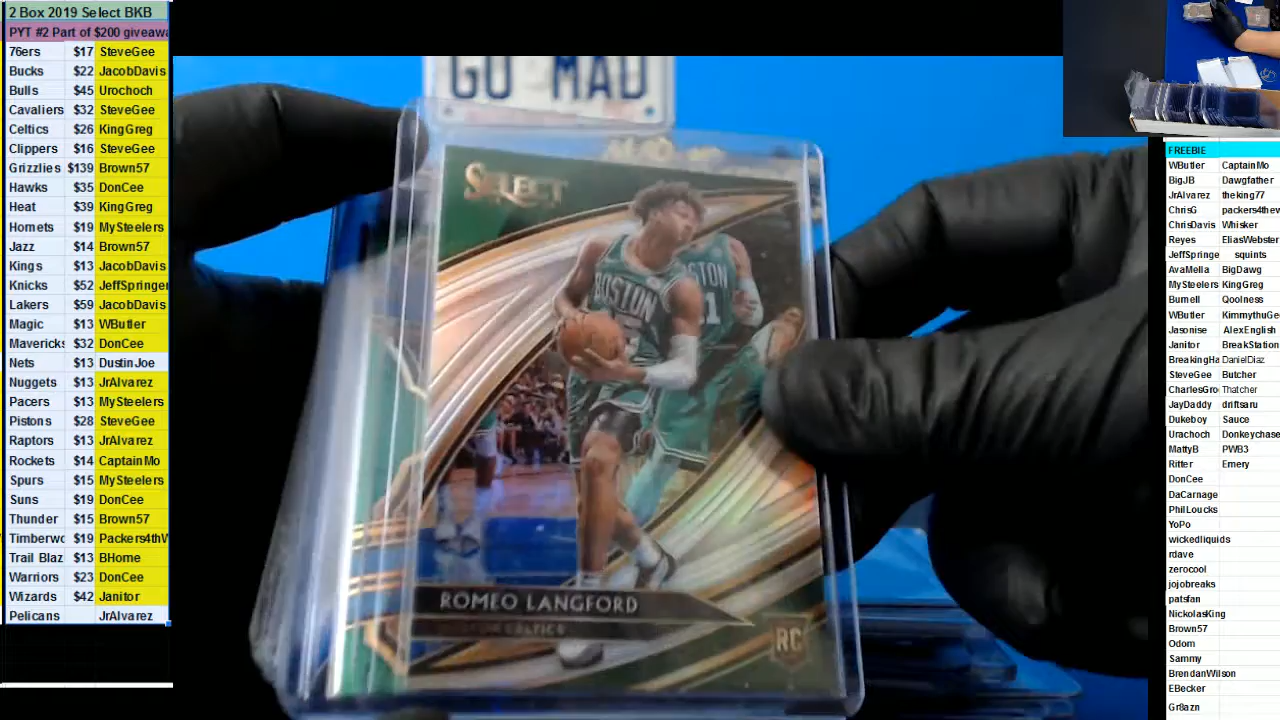 2 Box 2019 Select BKB
PYT #2 Part of $200 giveawa
76ers $17 SteveGee
Bucks $22 JacobDavis
Bulls $45 Urochoch
Cavaliers $32 SteveGee
Celtics $26 KingGreg
Clippers $16 SteveGee
Grizzlies $139 Brown57
Hawks $35 DonCee
Heat $39 KingGreg
Hornets $19 MySteelers
Jazz $14 Brown57
Kings $13 JacobDavis
Knicks $52 JeffSpringer
Lakers $59 JacobDavis
Magic $13 WButler
Mavericks $32 DonCee
Nets $13 DustinJoe
Nuggets $13 JrAlvarez
Pacers $13 MySteelers
Pistons $28 SteveGee
Raptors $13 JrAlvarez
Rockets $14 CaptainMo
Spurs $15 MySteelers
Suns $19 DonCee
Thunder $15 Brown57
Timberwo $19 Packers4thW
Trail Blaz $13 BHome
Warriors $23 DonCee
Wizards $42 Janitor
Pelicans JrAlvarez
GO MAD
SELECT
BOSTON
STON
1
ROMEO LANGFORD
CELTICS
RC
FREEBIE
WButler CaptainMo
BigJB Dawgfather
JrAlvarez theking77
ChrisG packers4thew
ChrisDavis Whisker
Reyes EliasWebster
JeffSpringe squints
AvaMella BigDawg
MySteelers KingGreg
Burnell Qoolness
WButler KimmythuGe
Jasonise AlexEnglish
Janitor BreakStation
BreakingHa DanielDiaz
SteveGee Butcher
CharlesGro Thatcher
JayDaddy driftsaru
Dukeboy Sauce
Urachoch Donkeychase
MattyB PWB3
Ritter Emery
DonCee
DaCarnage
PhilLoucks
YoPo
wickedliquids
rdave
zerocool
jojobreaks
patsfan
NickolasKing
Brown57
Odom
Sammy
BrendanWilson
EBecker
Gr8azn